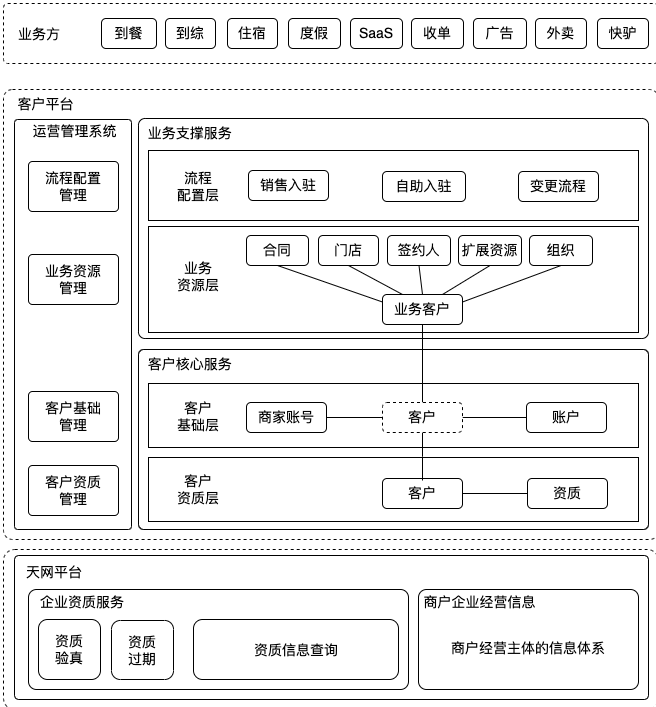 业务方
到餐
到综
住宿
度假
SaaS
收单
广告
外卖
快驴
客户平台
运营管理系统
流程配置
管理
业务资源
管理
客户基础
管理
客户资质
管理
业务支撑服务
流程
配置层
销售入驻
自助入驻
变更流程
业务
资源层
合同
门店
签约人
扩展资源
组织
业务客户
客户核心服务
客户
基础层
商家账号
客户
账户
客户
资质层
客户
资质
天网平台
企业资质服务
资质
验真
资质
过期
资质信息查询
商户企业经营信息
商户经营主体的信息体系